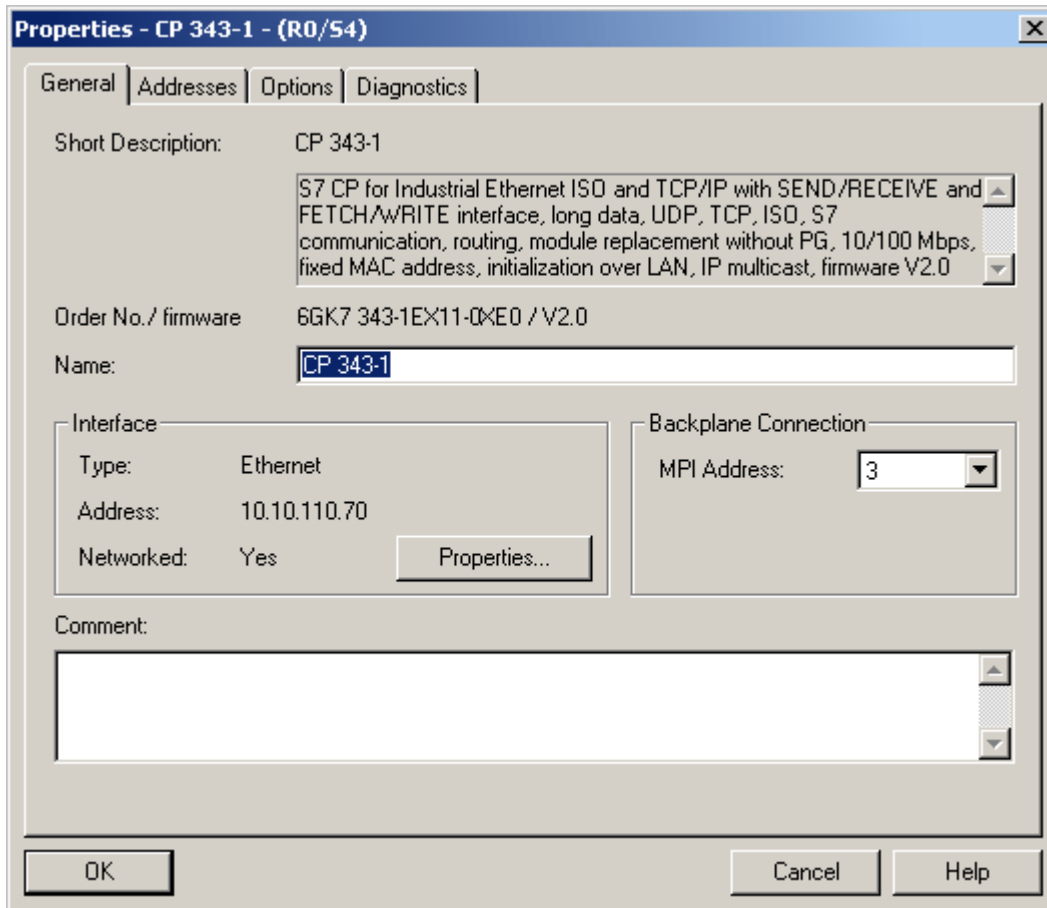 Properties - CP 343-1 - (R0/S4)
General Addresses Options Diagnostics
Short Description: CP 343-1
S7 CP for Industrial Ethernet ISO and TCP/IP with SEND/RECEIVE and
FETCH/WRITE interface, long data, UDP, TCP, ISO, S7
communication, routing, module replacement without PG, 10/100 Mbps,
fixed MAC address, initialization over LAN, IP multicast, firmware V2.0
Order No./ firmware 6GK7 343-1EX11-0XE0 / V2.0
Name: CP 343-1
Interface
Type: Ethernet
Address: 10.10.110.70
Networked: Yes Properties...
Backplane Connection
MPI Address: 3
Comment:
OK Cancel Help